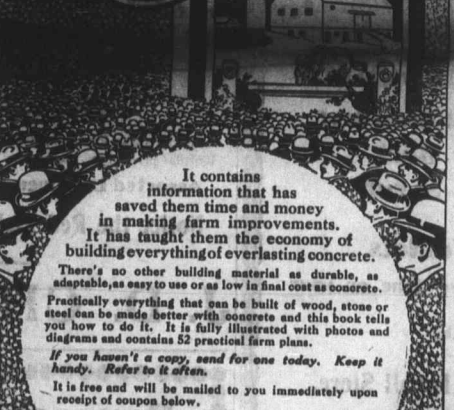 It contains
information that has
saved them time and money
in making farm improvements.
It has taught them the economy of
building everything of everlasting concrete.
There's no other building material as durable, as
adaptable, as easy to use or as low in final cost as concrete.
Practically everything that can be built of wood, stone or
steel can be made better with concrete and this book tells
you how to do it. It is fully illustrated with photos and
diagrams and contains 52 practical farm plans.
If you haven't a copy, send for one today. Keep it
handy. Refer to it often.
It is free and will be mailed to you immediately upon
receipt of coupon below.